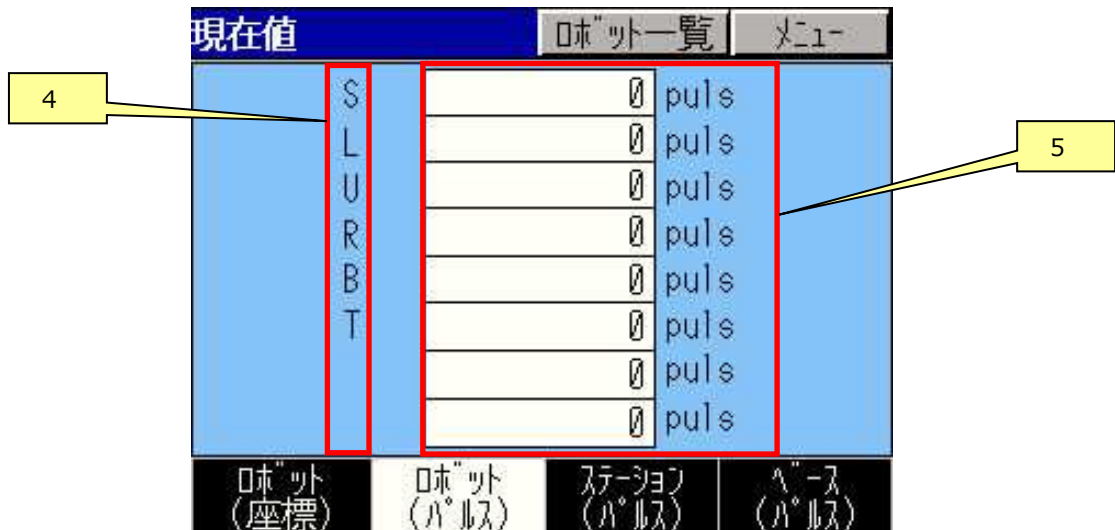 現在値 ロボット一覧 メニュー
4
S 0 puls
L 0 puls
5
U 0 puls
R 0 puls
B 0 puls
T 0 puls
0 puls
0 puls
ロボット
(座標)
ロボット
(パルス)
ステーション
(パルス)
ベース
(パルス)